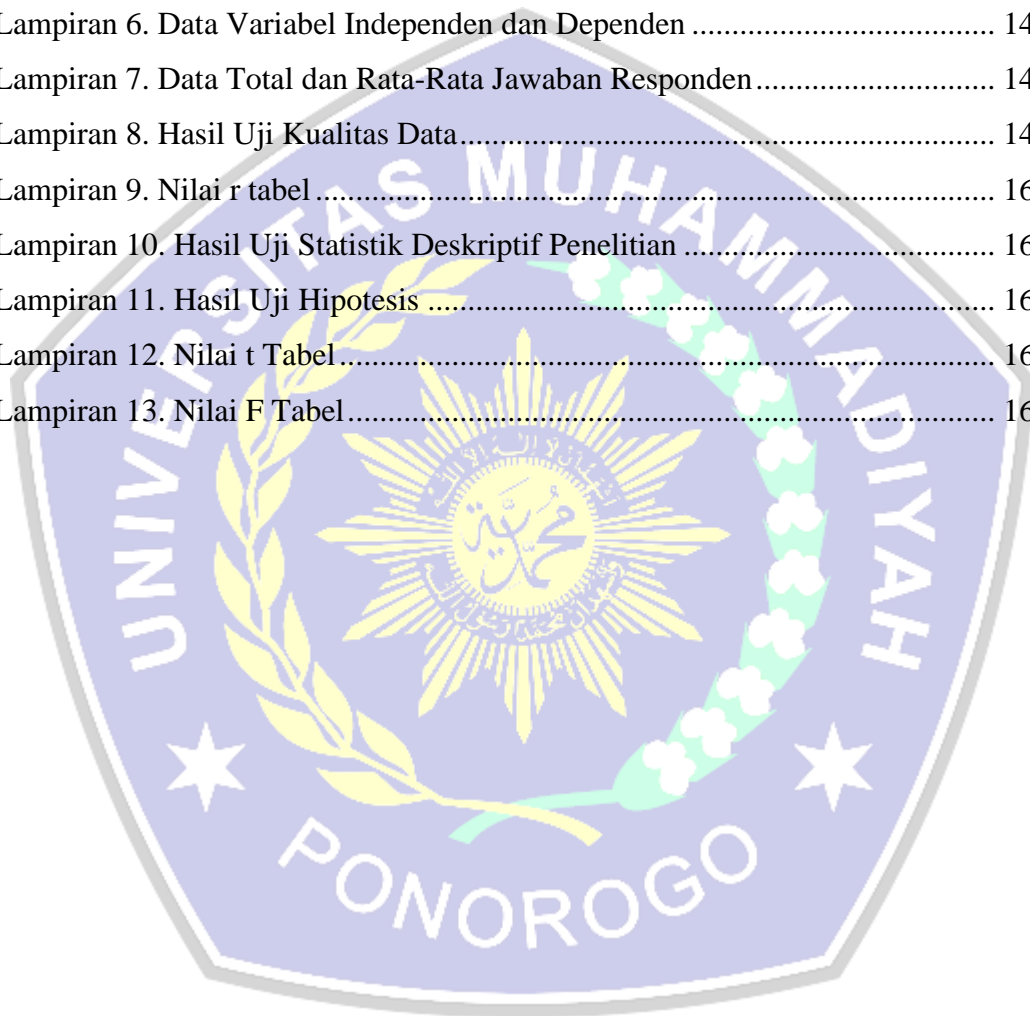 Lampiran 6. Data Variabel Independen dan Dependen ................................... 14
Lampiran 7. Data Total dan Rata-Rata Jawaban Responden ............................ 14
Lampiran 8. Hasil Uji Kualitas Data .............................................................. 14
Lampiran 9. Nilai r tabel ............................................................................... 16
Lampiran 10. Hasil Uji Statistik Deskriptif Penelitian .................................... 16
Lampiran 11. Hasil Uji Hipotesis .................................................................. 16
Lampiran 12. Nilai t Tabel ............................................................................ 16
Lampiran 13. Nilai F Tabel ........................................................................... 16
UNIVERSITAS MUHAMMADIYAH
محمدية
PONOROGO